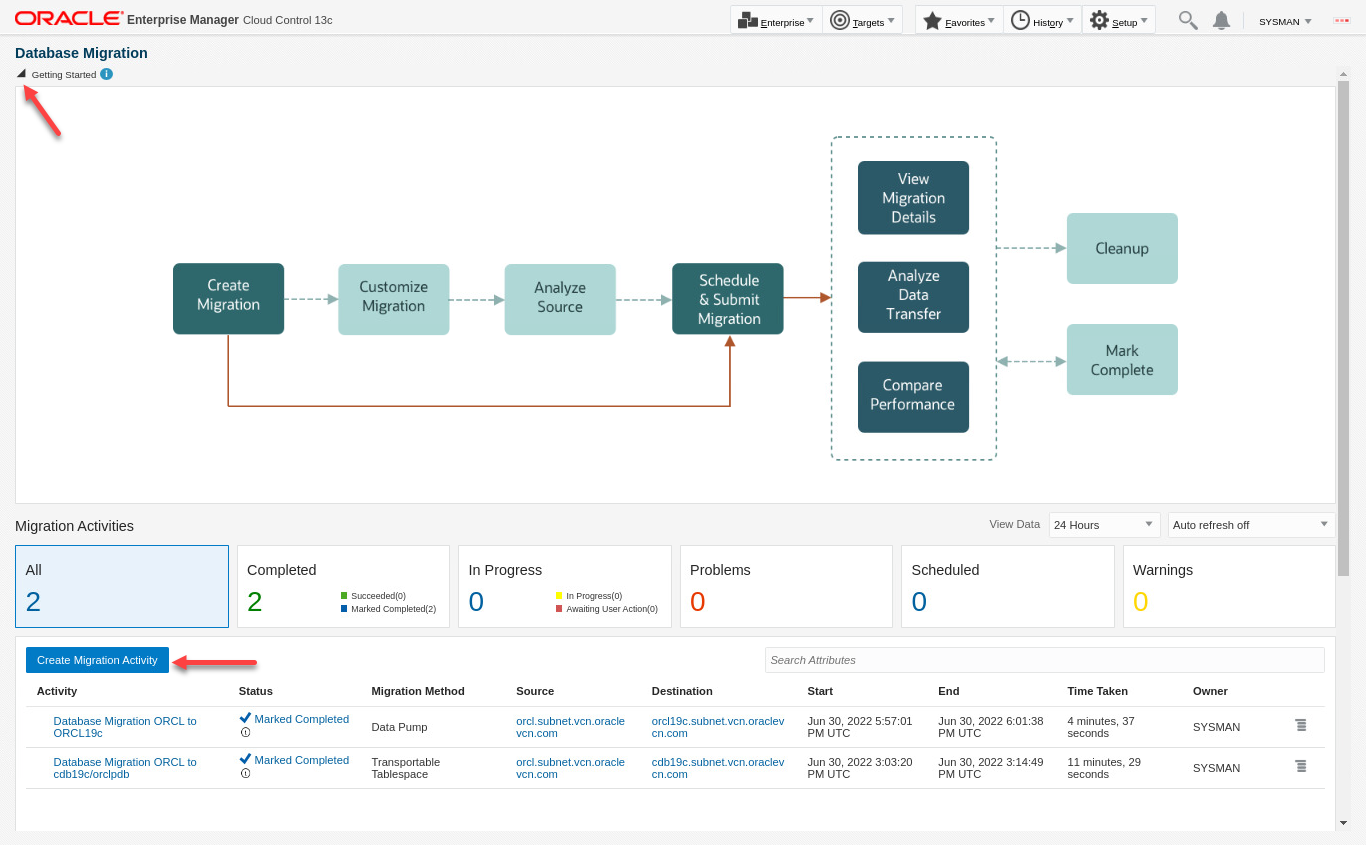 ORACLE Enterprise Manager Cloud Control 13c
Enterprise Targets Favorites History Setup SYSMAN
Database Migration
Getting Started
View
Migration
Details
Cleanup
Create
Migration
Customize
Migration
Analyze
Source
Schedule
& Submit
Migration
Analyze
Data
Transfer
Mark
Complete
Compare
Performance
Migration Activities
View Data 24 Hours Auto refresh off
All
2
Completed
2
Succeeded(0)
Marked Completed(2)
In Progress
0
In Progress(0)
Awaiting User Action(0)
Problems
0
Scheduled
0
Warnings
0
Create Migration Activity
Search Attributes
Activity Status Migration Method Source Destination Start End Time Taken Owner
Database Migration ORCL to
ORCL19c
Marked Completed
Data Pump
orcl.subnet.vcn.oracle
vcn.com
orcl19c.subnet.vcn.oraclev
cn.com
Jun 30, 2022 5:57:01
PM UTC
Jun 30, 2022 6:01:38
PM UTC
4 minutes, 37
seconds
SYSMAN
Database Migration ORCL to
cdb19c/orclpdb
Marked Completed
Transportable
Tablespace
orcl.subnet.vcn.oracle
vcn.com
cdb19c.subnet.vcn.oraclev
cn.com
Jun 30, 2022 3:03:20
PM UTC
Jun 30, 2022 3:14:49
PM UTC
11 minutes, 29
seconds
SYSMAN